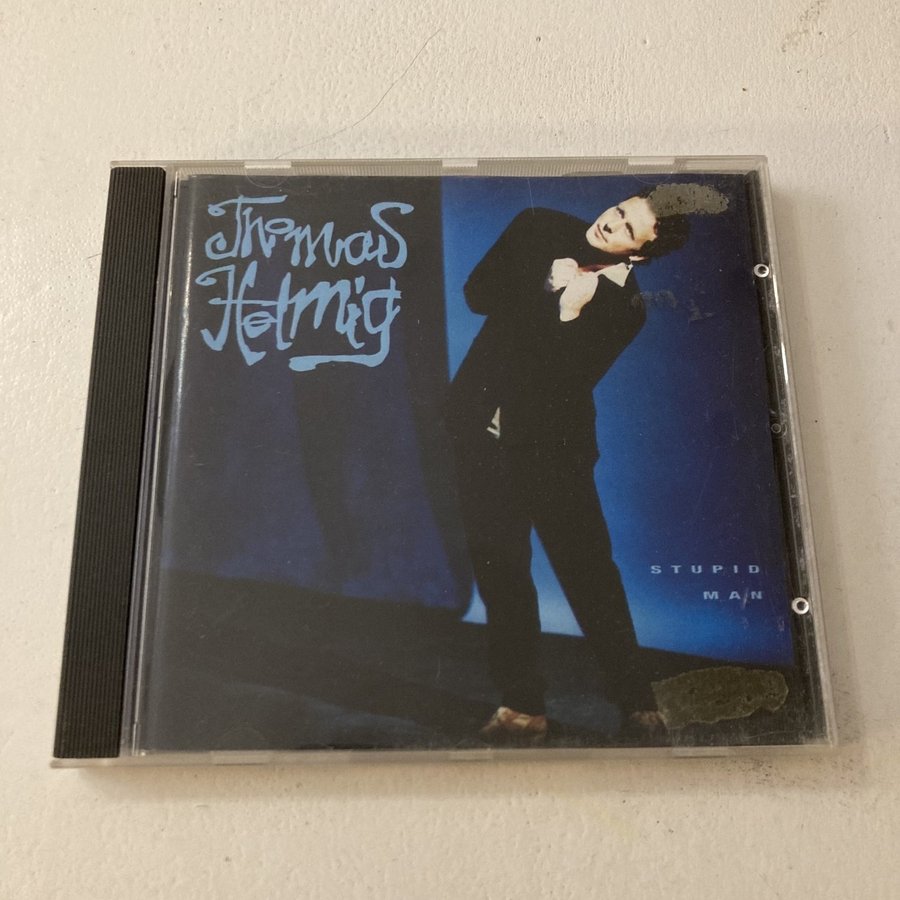 Thomas
Helmig
STUPID
MAN